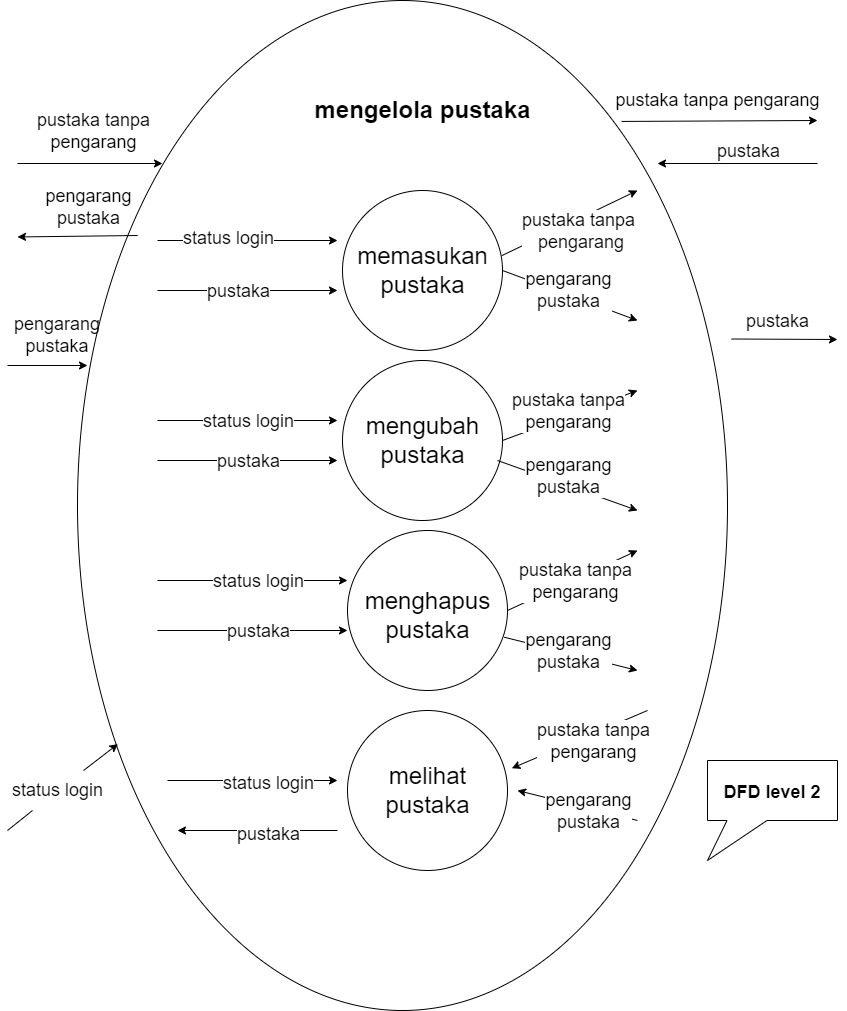 mengelola pustaka
pustaka tanpa
pengarang
pengarang
pustaka
pengarang
pustaka
status login
pustaka tanpa pengarang
pustaka
pustaka
status login
pustaka
memasukan
pustaka
pustaka tanpa
pengarang
pengarang
pustaka
status login
pustaka
mengubah
pustaka
pustaka tanpa
pengarang
pengarang
pustaka
status login
pustaka
menghapus
pustaka
pustaka tanpa
pengarang
pengarang
pustaka
status login
pustaka
melihat
pustaka
pustaka tanpa
pengarang
pengarang
pustaka
DFD level 2